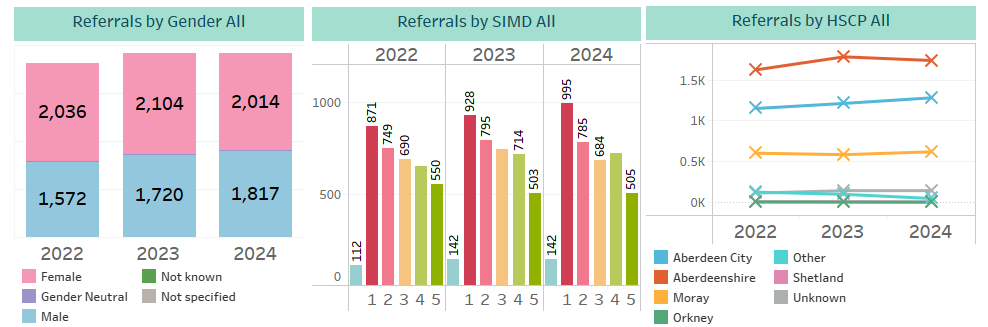 Referrals by Gender All
2,036
2,104
2,014
1,572
1,720
1,817
2022
2023
2024
Female
Not known
Gender Neutral
Not specified
Male
Referrals by SIMD All
2022
2023
2024
1000
500
0
112
871
749
690
550
142
928
795
714
503
142
995
785
684
505
1 2 3 4 5
1 2 3 4 5
1 2 3 4 5
Referrals by HSCP All
1.5K
1K
0.5K
0K
2022
2023
2024
Aberdeen City
Other
Aberdeenshire
Shetland
Moray
Unknown
Orkney